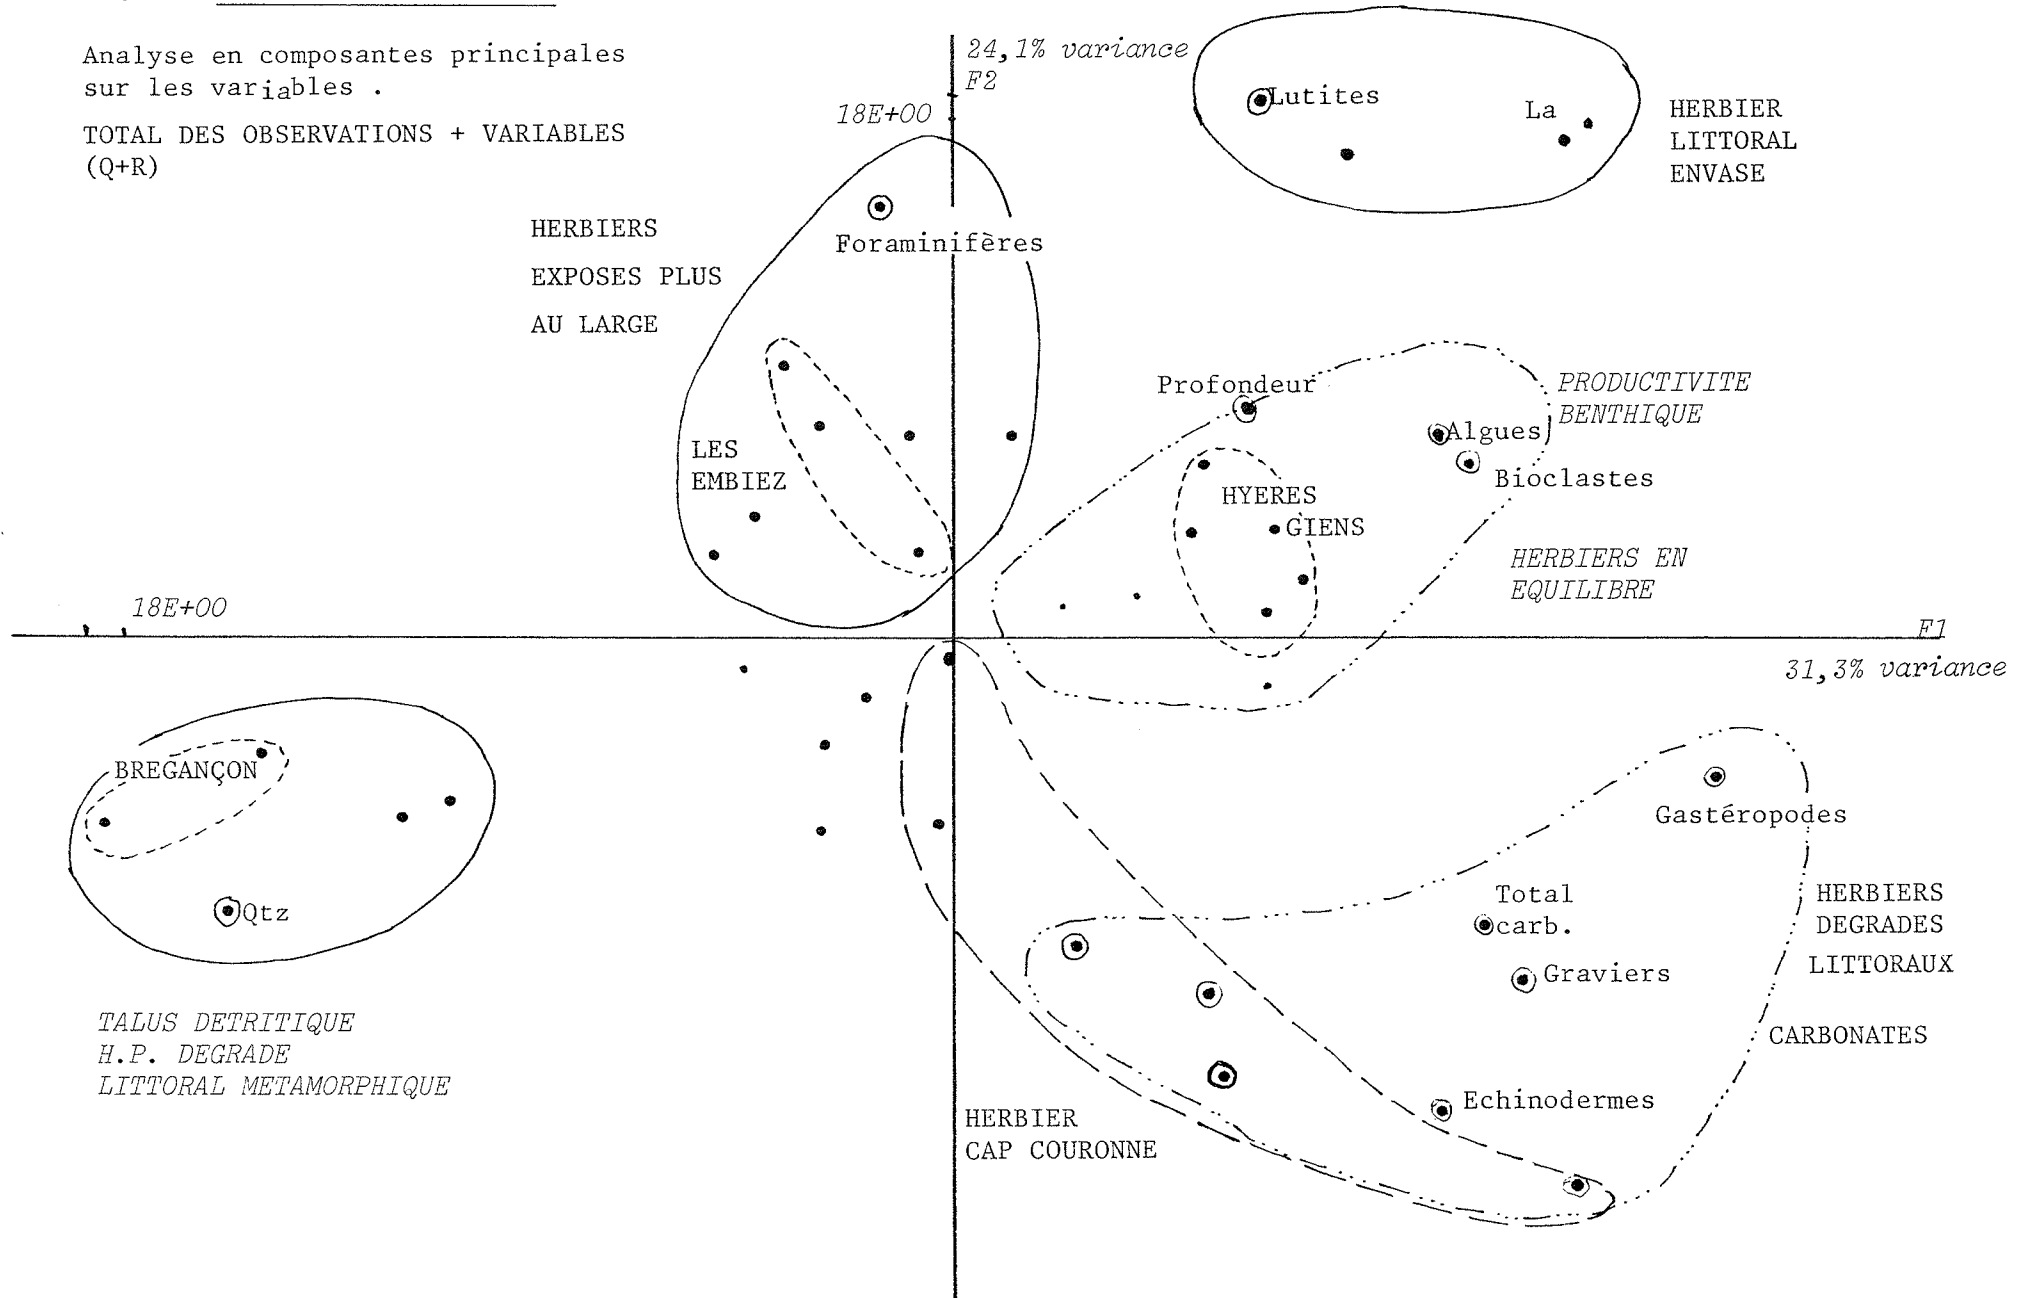 Analyse en composantes principales
sur les variables .
TOTAL DES OBSERVATIONS + VARIABLES
(Q+R)
24,1% variance
F2
18E+00
Lutites
La
HERBIER
LITTORAL
ENVASE
HERBIERS
EXPOSES PLUS
AU LARGE
Foraminifères
Profondeur
PRODUCTIVITE
BENTHIQUE
Algues
Bioclastes
LES
EMBIEZ
HYERES
GIENS
HERBIERS EN
EQUILIBRE
18E+00
F1
31,3% variance
BREGANÇON
Qtz
Gastéropodes
Total
carb.
Graviers
HERBIERS
DEGRADES
LITTORAUX
CARBONATES
TALUS DETRITIQUE
H.P. DEGRADE
LITTORAL METAMORPHIQUE
HERBIER
CAP COURONNE
Echinodermes